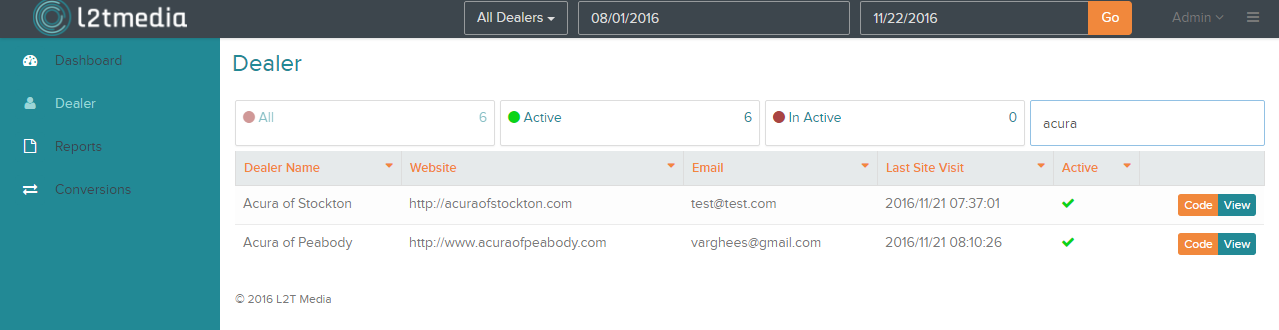 l2tmedia All Dealers 08/01/2016 11/22/2016 Go Admin
Dashboard
Dealer
Reports
Conversions
Dealer
All 6 Active 6 In Active 0 acura
Dealer Name Website Email Last Site Visit Active
Acura of Stockton http://acuraofstockton.com test@test.com 2016/11/21 07:37:01 Code View
Acura of Peabody http://www.acuraofpeabody.com varghees@gmail.com 2016/11/21 08:10:26 Code View
© 2016 L2T Media